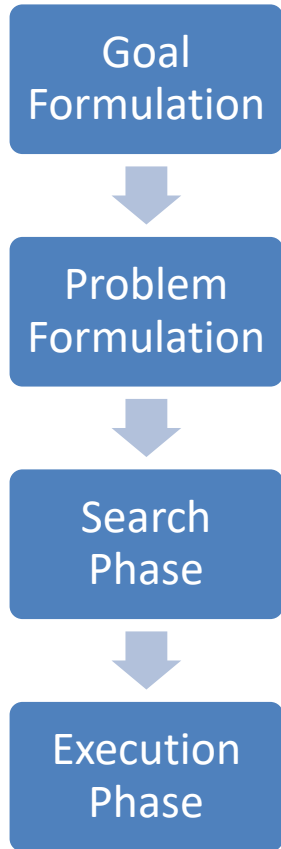 Goal
Formulation
Problem
Formulation
Search
Phase
Execution
Phase